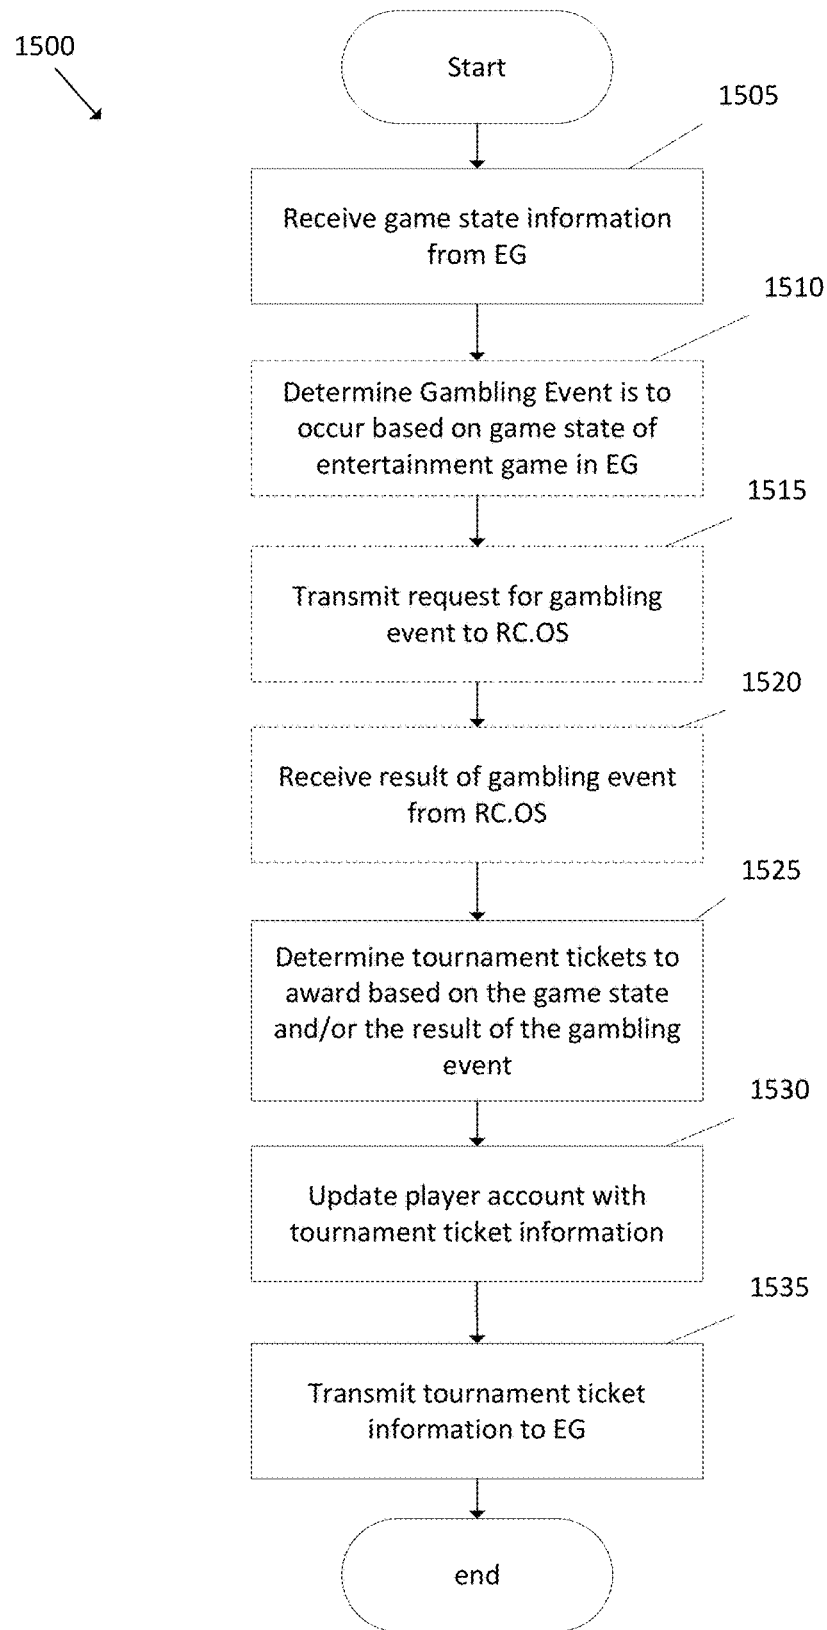 1500
Start
1505
Receive game state information
from EG
1510
Determine Gambling Event is to
occur based on game state of
entertainment game in EG
1515
Transmit request for gambling
event to RC.OS
1520
Receive result of gambling event
from RC.OS
1525
Determine tournament tickets to
award based on the game state
and/or the result of the gambling
event
1530
Update player account with
tournament ticket information
1535
Transmit tournament ticket
information to EG
end